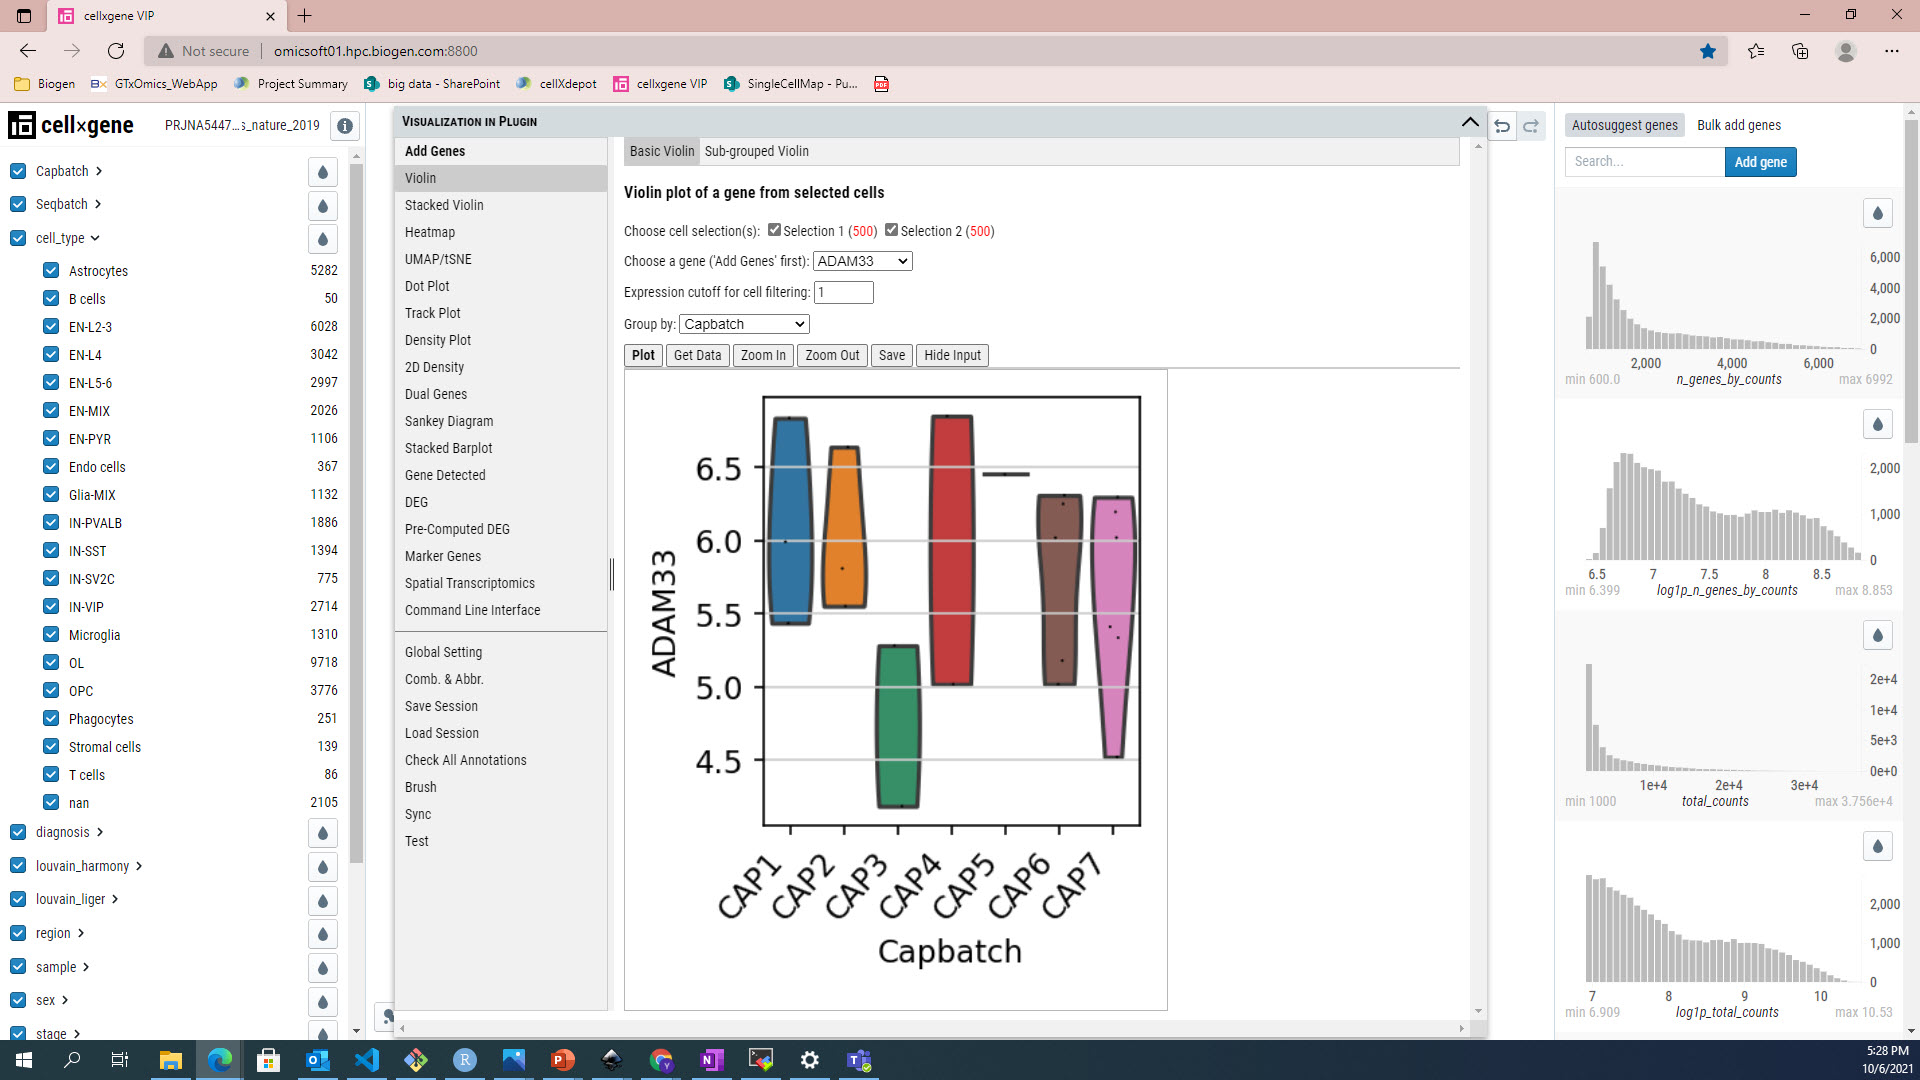 cellxgene VIP
Not secure
omicsoft01.hpc.biogen.com:8800
Biogen
GTxOmics_WebApp
Project Summary
big data - SharePoint
cellXdepot
cellxgene VIP
SingleCellMap - Pu...
cell×gene
PRJNA5447...s_nature_2019
Capbatch
Seqbatch
cell_type
Astrocytes 5282
B cells 50
EN-L2-3 6028
EN-L4 3042
EN-L5-6 2997
EN-MIX 2026
EN-PYR 1106
Endo cells 367
Glia-MIX 1132
IN-PVALB 1886
IN-SST 1394
IN-SV2C 775
IN-VIP 2714
Microglia 1310
OL 9718
OPC 3776
Phagocytes 251
Stromal cells 139
T cells 86
nan 2105
diagnosis
louvain_harmony
louvain_liger
region
sample
sex
stage
Visualization in Plugin
Add Genes
Violin
Stacked Violin
Heatmap
UMAP/tSNE
Dot Plot
Track Plot
Density Plot
2D Density
Dual Genes
Sankey Diagram
Stacked Barplot
Gene Detected
DEG
Pre-Computed DEG
Marker Genes
Spatial Transcriptomics
Command Line Interface
Global Setting
Comb. & Abbr.
Save Session
Load Session
Check All Annotations
Brush
Sync
Test
Basic Violin Sub-grouped Violin
Violin plot of a gene from selected cells
Choose cell selection(s): Selection 1 (500) Selection 2 (500)
Choose a gene ('Add Genes' first): ADAM33
Expression cutoff for cell filtering: 1
Group by: Capbatch
Plot Get Data Zoom In Zoom Out Save Hide Input
ADAM33
6.5
6.0
5.5
5.0
4.5
CAP1 CAP2 CAP3 CAP4 CAP5 CAP6 CAP7
Capbatch
Autosuggest genes Bulk add genes
Search... Add gene
6,000
4,000
2,000
0
2,000 4,000 6,000
min 600.0 n_genes_by_counts max 6992
2,000
1,000
0
6.5 7 7.5 8 8.5
min 6.399 log1p_n_genes_by_counts max 8.853
2e+4
1e+4
5e+3
0e+0
1e+4 2e+4 3e+4
min 1000 total_counts max 3.756e+4
2,000
1,000
0
7 8 9 10
min 6.909 log1p_total_counts max 10.53
5:28 PM
10/6/2021